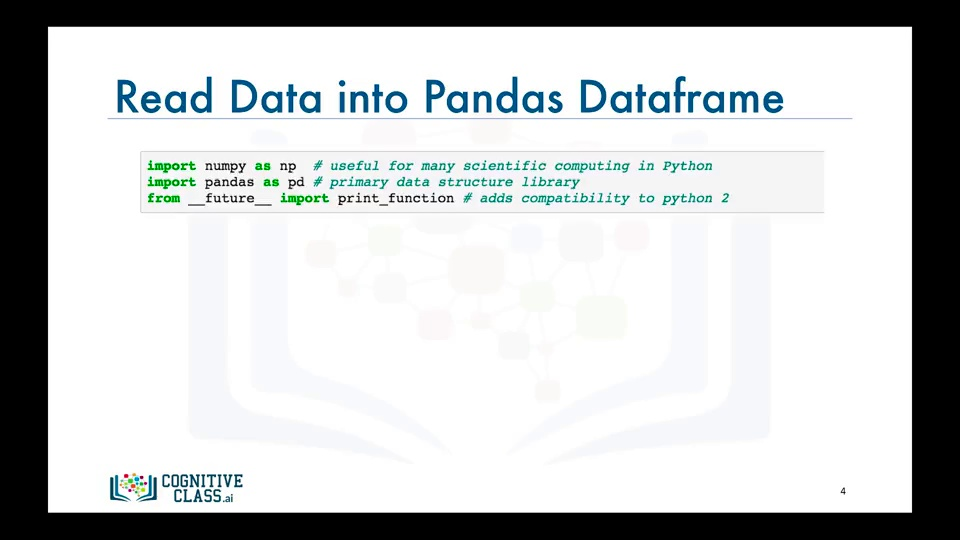 Read Data into Pandas Dataframe
import numpy as np  # useful for many scientific computing in Python
import pandas as pd # primary data structure library
from __future__ import print_function # adds compatibility to python 2
COGNITIVE
CLASS.ai
4